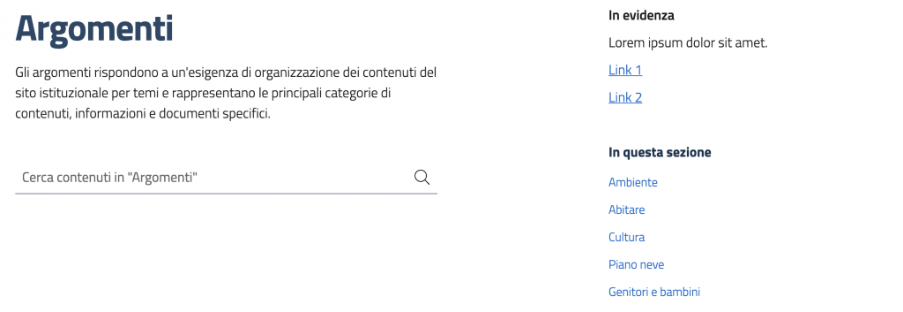 Argomenti
Gli argomenti rispondono a un'esigenza di organizzazione dei contenuti del
sito istituzionale per temi e rappresentano le principali categorie di
contenuti, informazioni e documenti specifici.
Cerca contenuti in "Argomenti"
In evidenza
Lorem ipsum dolor sit amet.
Link 1
Link 2
In questa sezione
Ambiente
Abitare
Cultura
Piano neve
Genitori e bambini